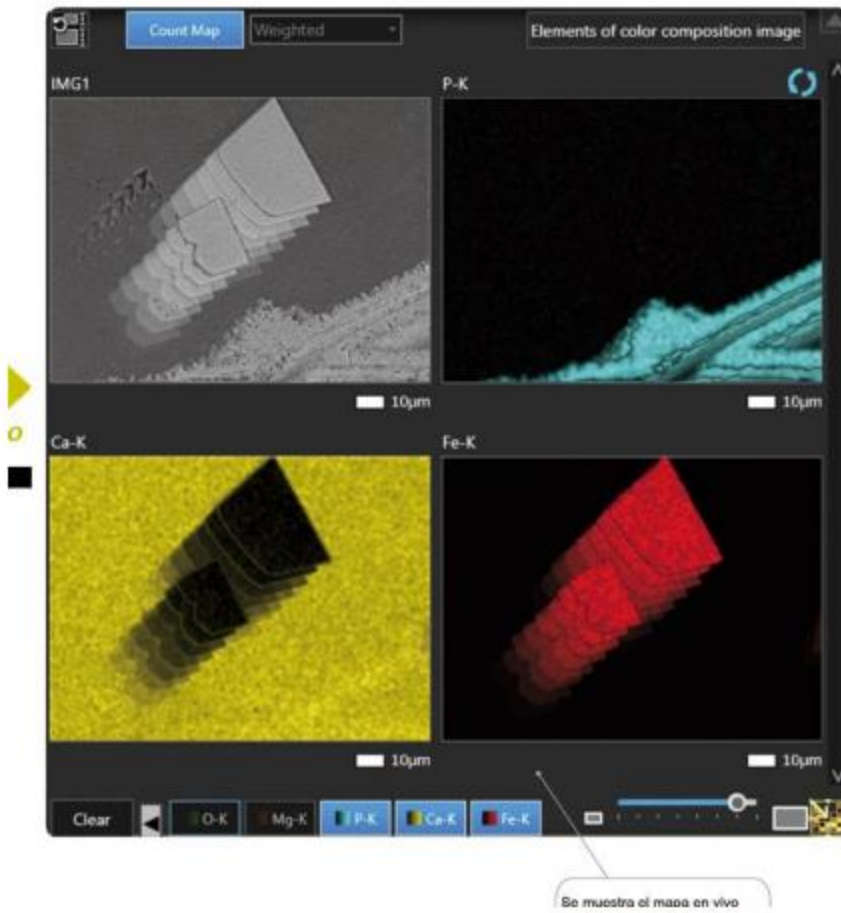 Count Map Weighted Elements of color composition image
IMG1 P-K
10μm 10μm
o
Ca-K Fe-K
10μm 10μm
Clear O-K Mg-K P-K Ca-K Fe-K
Se muestra el mapa en vivo